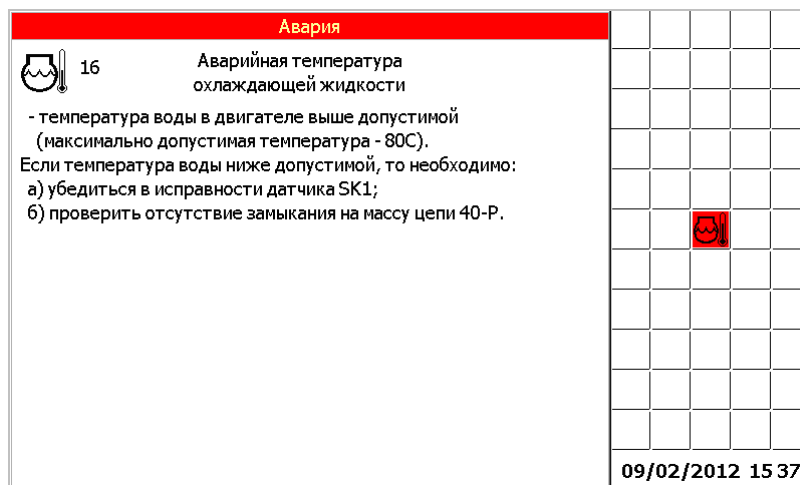 Авария
16
Аварийная температура
охлаждающей жидкости
- температура воды в двигателе выше допустимой
(максимально допустимая температура - 80С).
Если температура воды ниже допустимой, то необходимо:
а) убедиться в исправности датчика SK1;
б) проверить отсутствие замыкания на массу цепи 40-Р.
09/02/2012 15 37